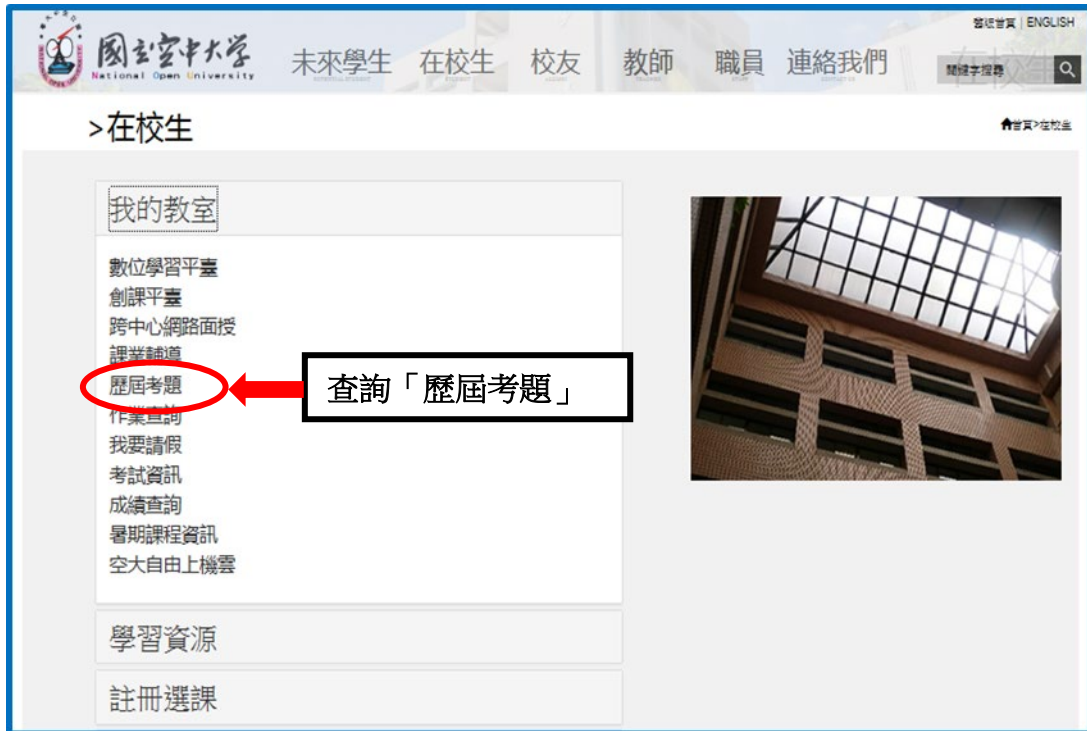 舊版首頁 | ENGLISH
國立空中大學
National Open University
未來學生 在校生 校友 教師 職員 連絡我們
關鍵字搜尋
>在校生
首頁>在校生
我的教室
數位學習平臺
創課平臺
跨中心網路面授
課業輔導
歷屆考題
查詢「歷屆考題」
作業查詢
我要請假
考試資訊
成績查詢
暑期課程資訊
空大自由上機雲
學習資源
註冊選課